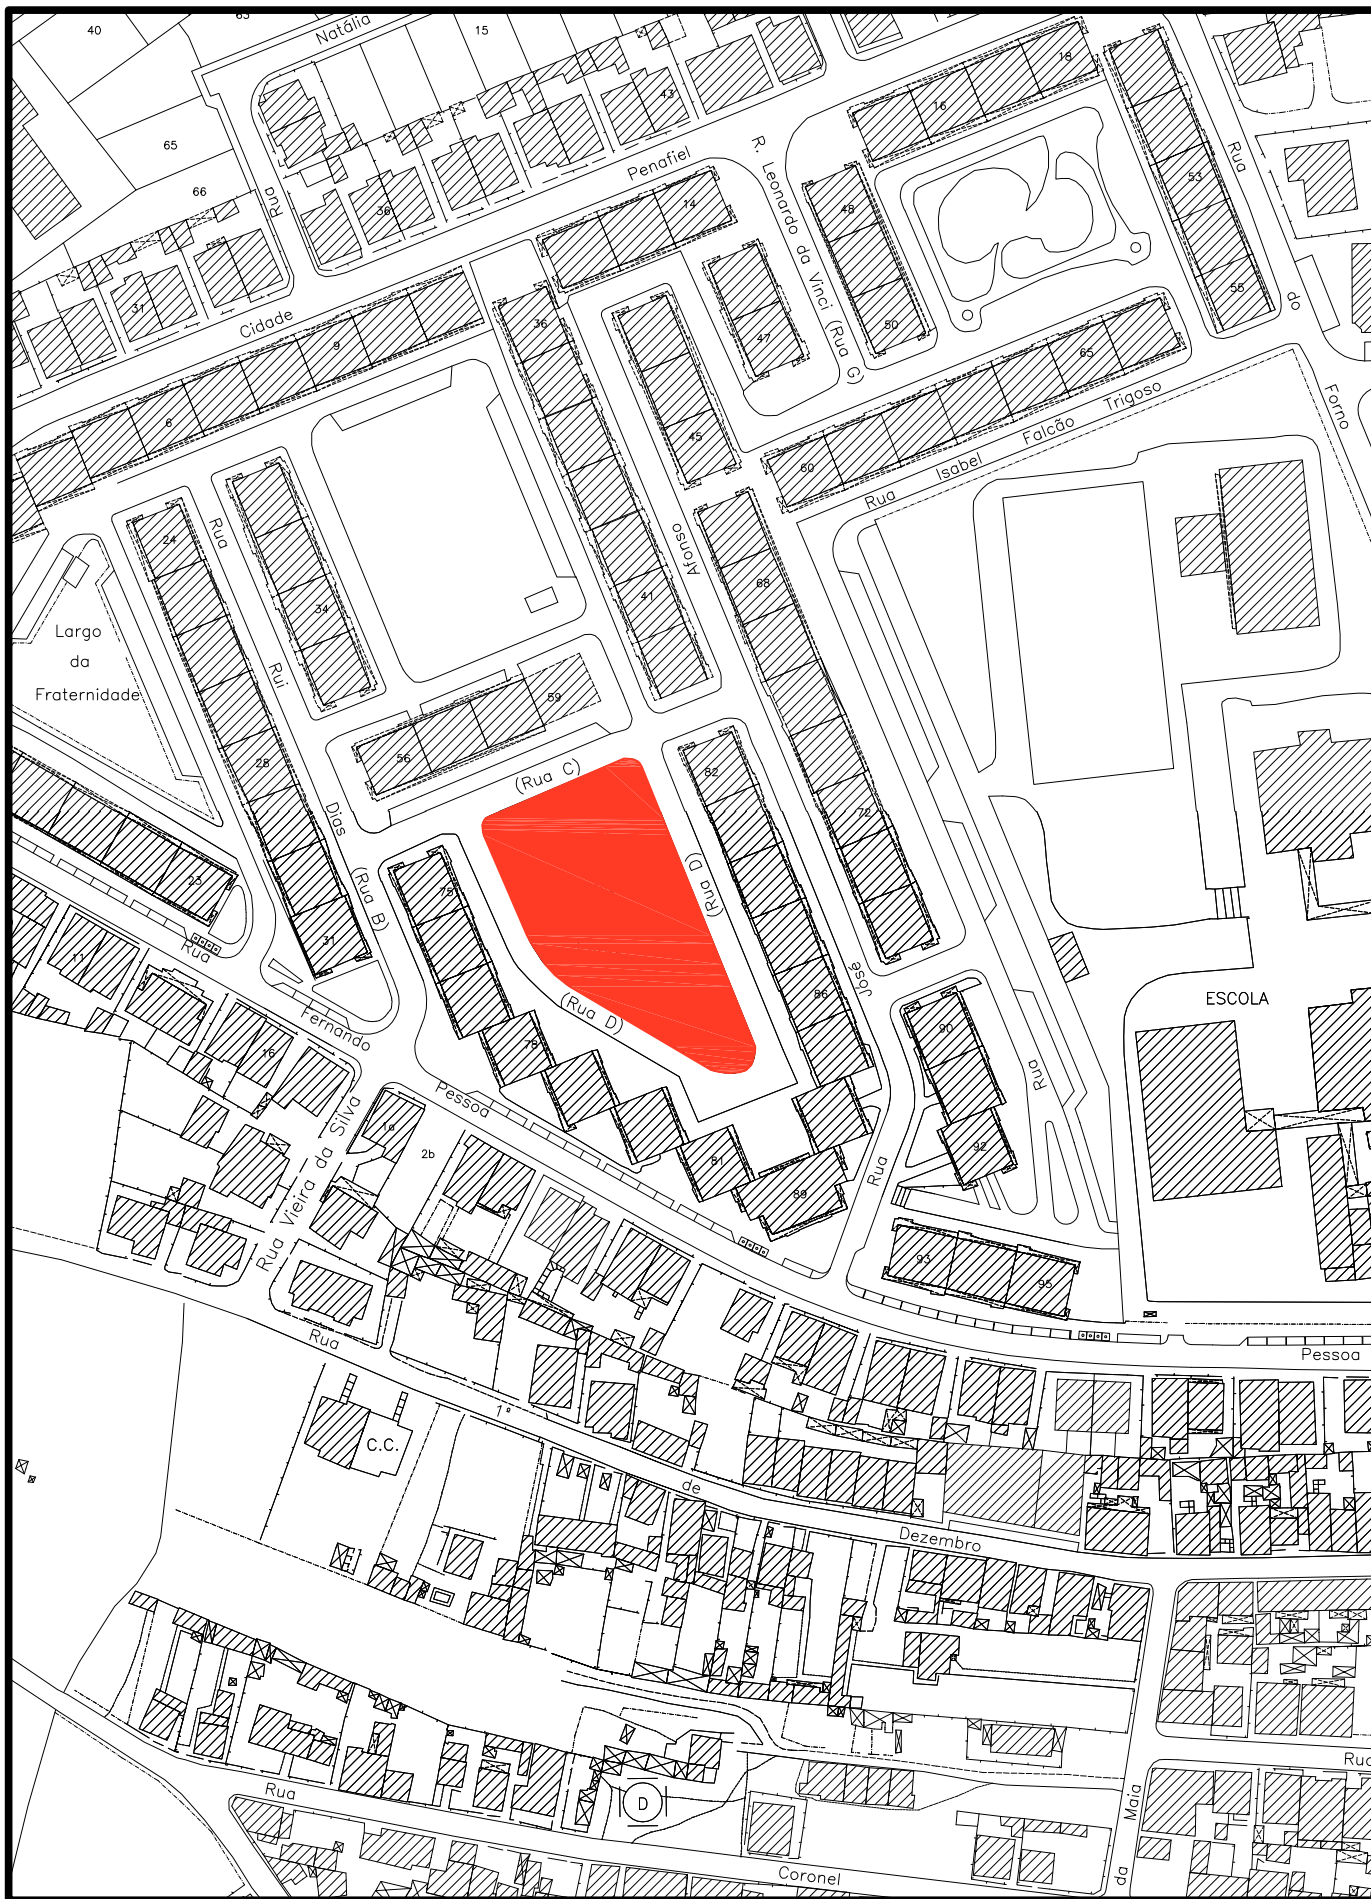 40
63
Natália
15
43
18
16
65
66
Rua
36
Penafiel
R. Leonardo da Vinci (Rua G)
Rua do Forno
53
14
48
31
Cidade
9
36
47
50
55
6
45
65
60
Rua Isabel Falcão Trigoso
24
Rua Rui Dias (Rua B)
34
Afonso
68
41
Largo
da
Fraternidade
59
56
28
(Rua C)
82
72
23
75
(Rua D)
31
11
Rua
86
José
ESCOLA
(Rua D)
Fernando
78
90
16
Pessoa
Rua
1a
2b
Rua Vieira da Silva
81
89
Rua
92
93
95
Rua
Pessoa
1º
C.C.
de
Dezembro
Rua
D
Rua
Maia
da
Coronel